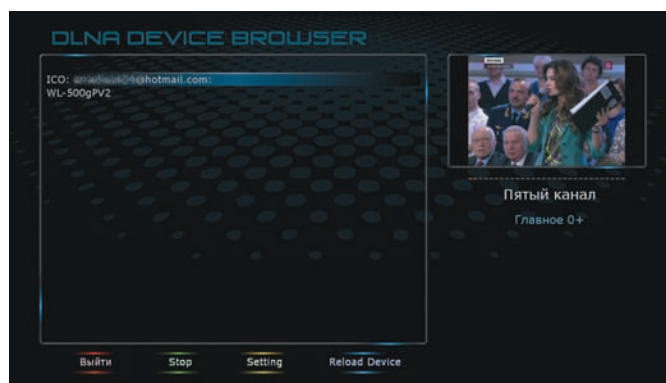 DLNA DEVICE BROWSER
ICO: @hotmail.com:
WL-500gPV2
Пятый канал
Главное 0+
Выйти
Stop
Setting
Reload Device